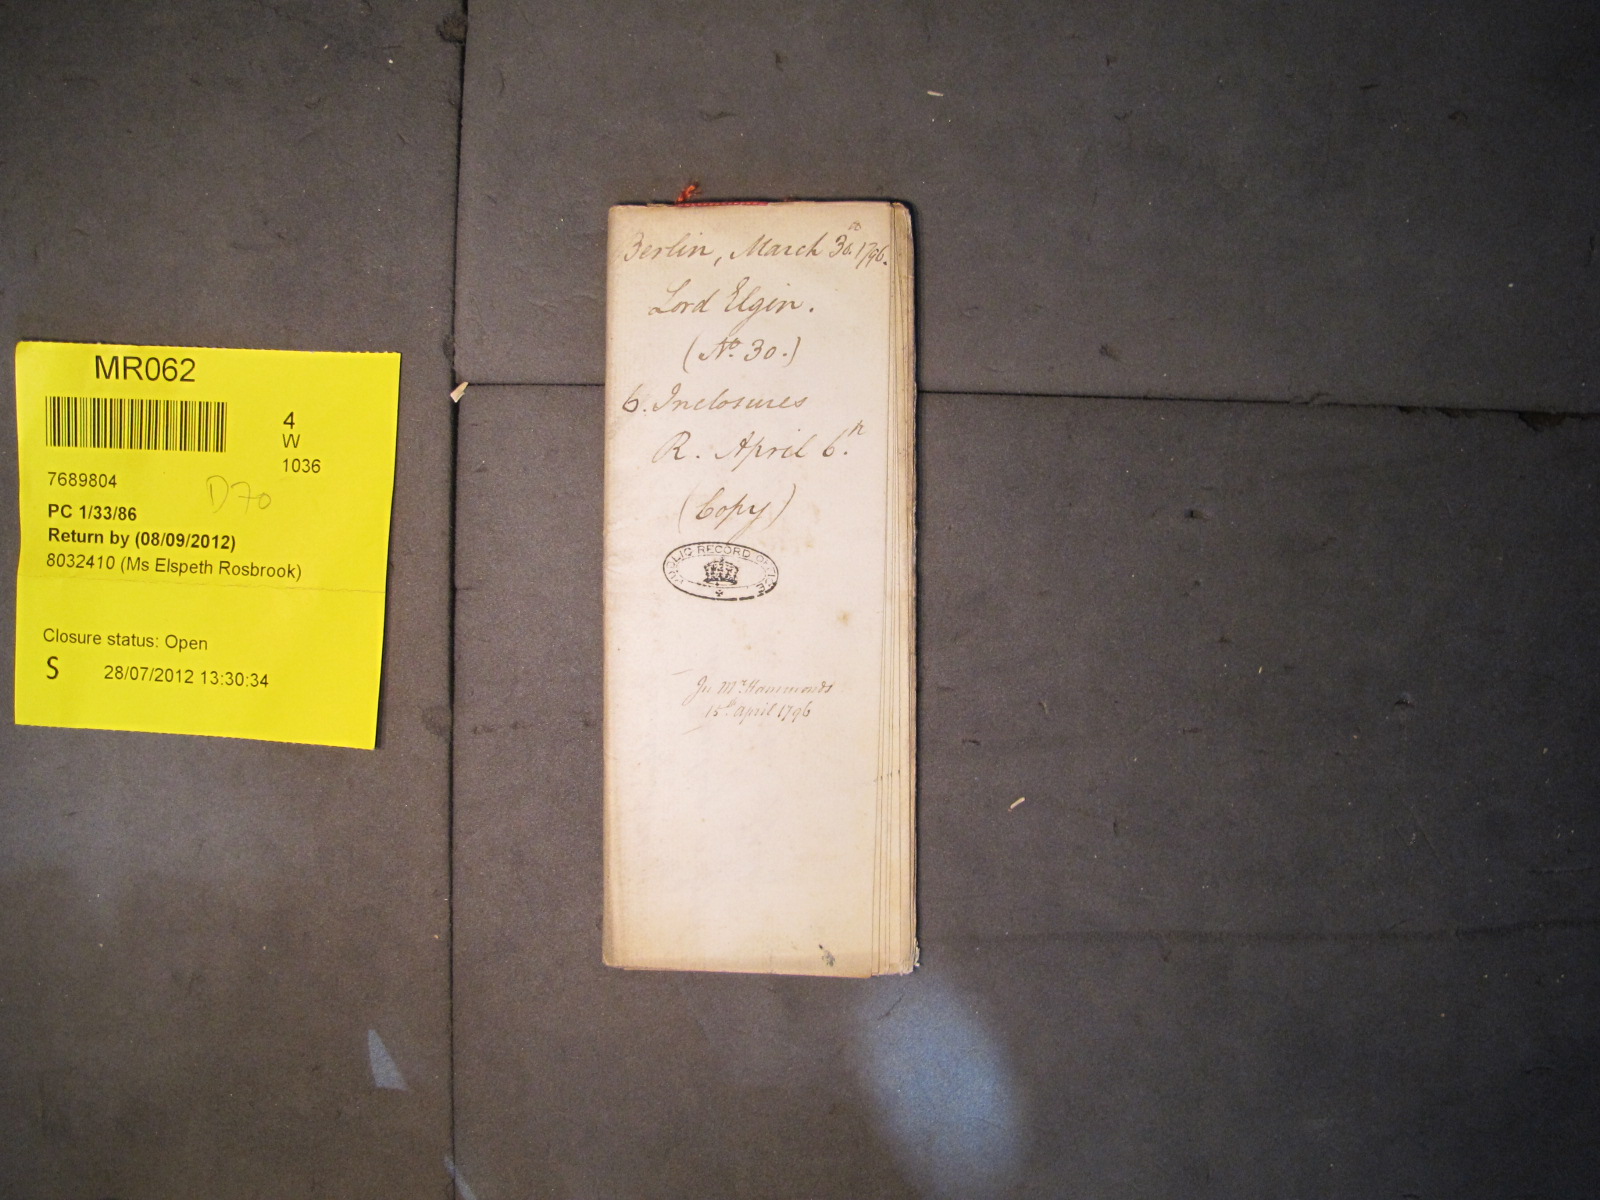 MR062
4
W
1036
7689804
D70
PC 1/33/86
Return by (08/09/2012)
8032410 (Ms Elspeth Rosbrook)
Closure status: Open
S 28/07/2012 13:30:34
Berlin, March 30th 1796.
Lord Elgin.
(No. 30.)
6. Inclosures
R. April 6th.
(Copy)
PUBLIC RECORD OFFICE
In Mr. Hammonds
15th April 1796